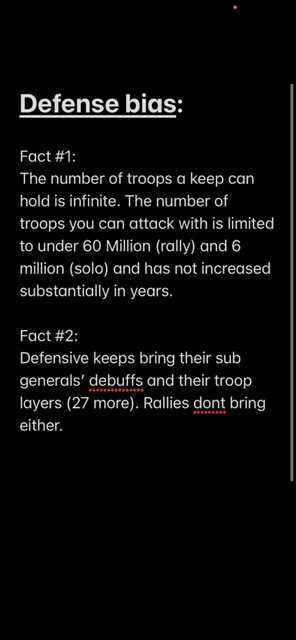 Defense bias:
Fact #1:
The number of troops a keep can
hold is infinite. The number of
troops you can attack with is limited
to under 60 Million (rally) and 6
million (solo) and has not increased
substantially in years.
Fact #2:
Defensive keeps bring their sub
generals’ debuffs and their troop
layers (27 more). Rallies dont bring
either.